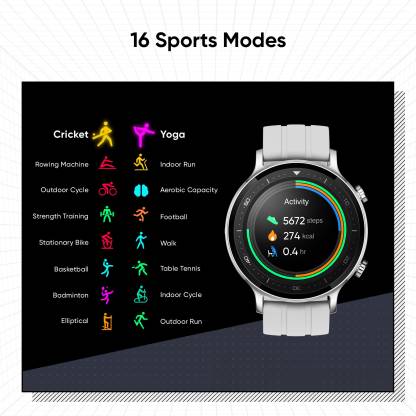 16 Sports Modes
Cricket Yoga
Rowing Machine Indoor Run
Outdoor Cycle Aerobic Capacity
Strength Training Football
Stationary Bike Walk
Basketball Table Tennis
Badminton Indoor Cycle
Elliptical Outdoor Run
Activity
5672 steps
274 kcal
0.4 hr